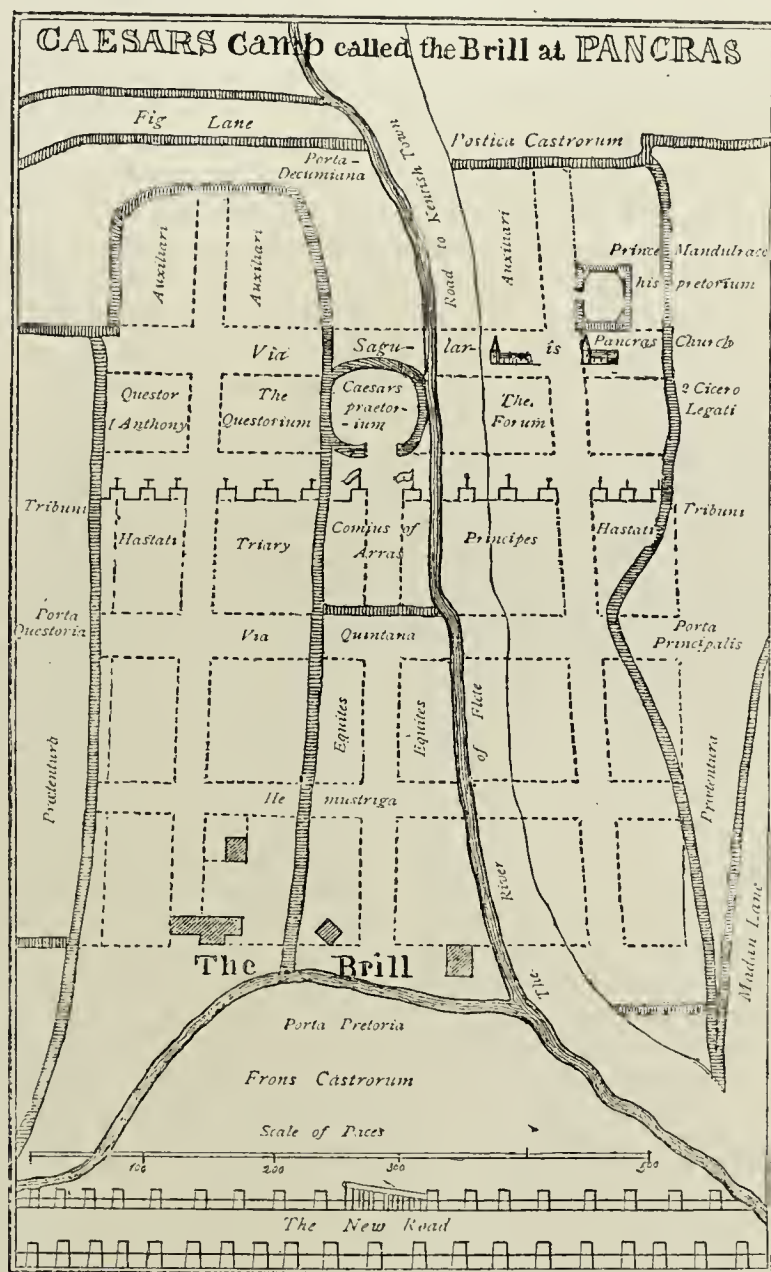 CAESARS Camp called the Brill at PANCRAS
Fig Lane
Porta-
Decumiana
Road to Kentish Town
Postica Castrorum
Auxiliari
Auxiliari
Auxiliari
Prince Mandubrace
his pretorium
Via Sagu- lar- is
Pancras Church
Questor
1 Anthony
The
Questorium
Caesars
praetor-
-ium
The
Forum
2 Cicero
Legati
Tribuni
Hastati
Triary
Comius of
Arras
Principes
Hastati
Tribuni
Porta
Questoria
Via Quintana
Porta
Principalis
Equites
Equites
The River of Flete
Pretentura
He mustriga
Madan Lane
The Brill
Porta Pretoria
Frons Castrorum
Scale of Paces
100 200 300 500
The New Road